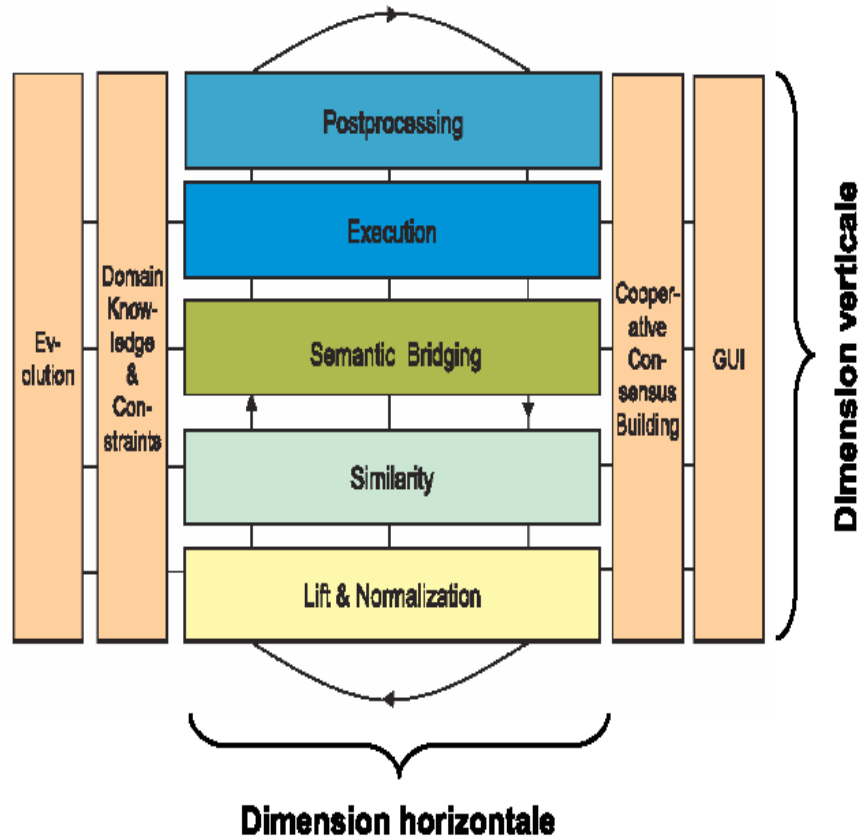 Postprocessing
Execution
Semantic Bridging
Similarity
Lift & Normalization
Ev-
olution
Domain
Know-
ledge
&
Con-
straints
Cooper-
ative
Con-
sensus
Building
GUI
Dimension verticale
Dimension horizontale